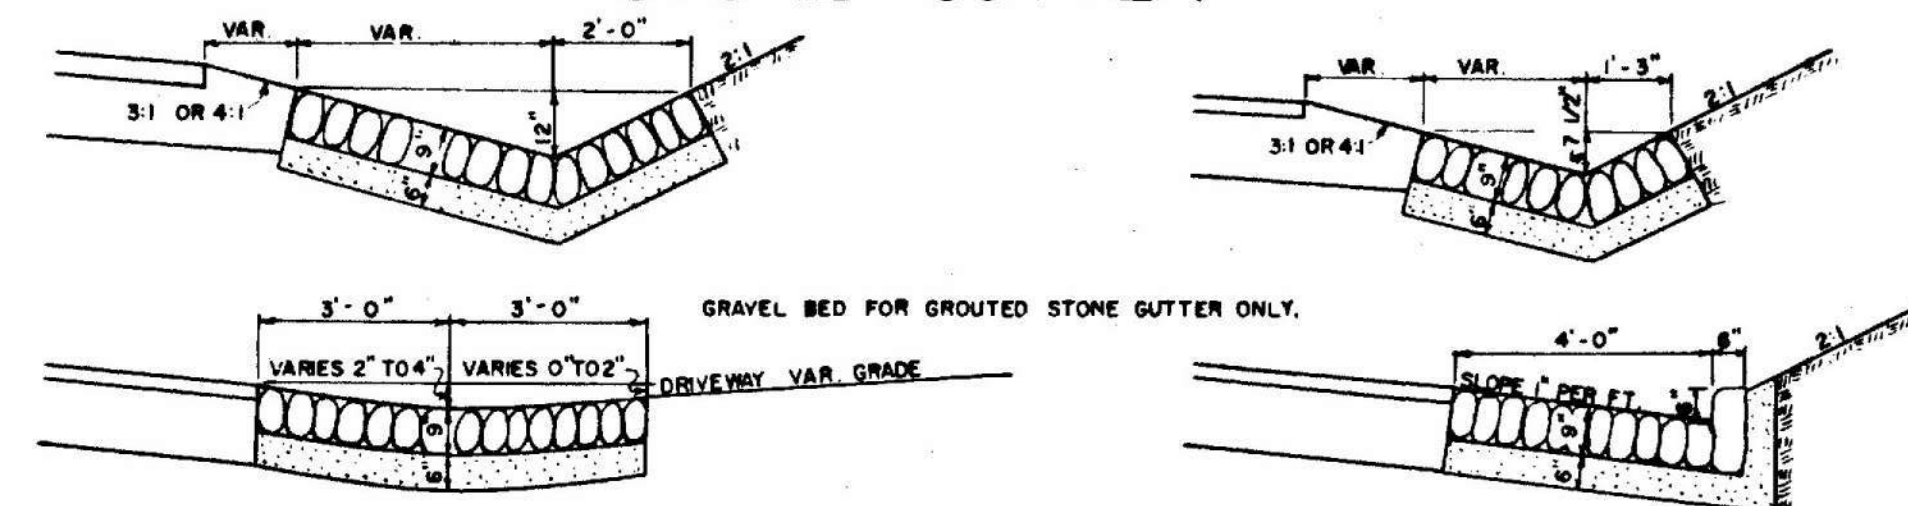 VAR. VAR. 2'-0"
2:1
3:1 OR 4:1
12"
9"
6"
VAR. VAR. 1'-3"
2:1
7 1/2"
3:1 OR 4:1
9"
6"
3'-0" 3'-0"
GRAVEL BED FOR GROUTED STONE GUTTER ONLY.
VARIES 2" TO 4" VARIES 0" TO 2"
DRIVEWAY VAR. GRADE
9"
6"
4'-0" 6"
2:1
SLOPE 1" PER FT.
6"
9"
6"